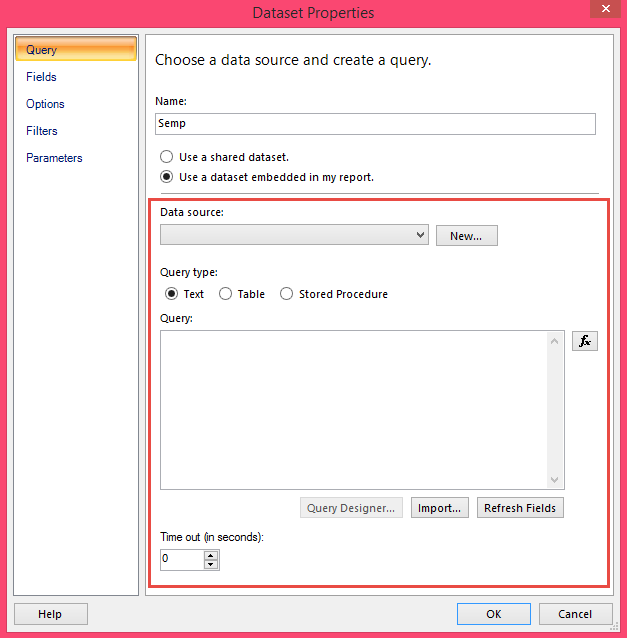 Dataset Properties
Query
Fields
Options
Filters
Parameters
Choose a data source and create a query.
Name:
Semp
Use a shared dataset.
Use a dataset embedded in my report.
Data source:
New...
Query type:
Text Table Stored Procedure
Query:
fx
Query Designer... Import... Refresh Fields
Time out (in seconds):
0
Help OK Cancel